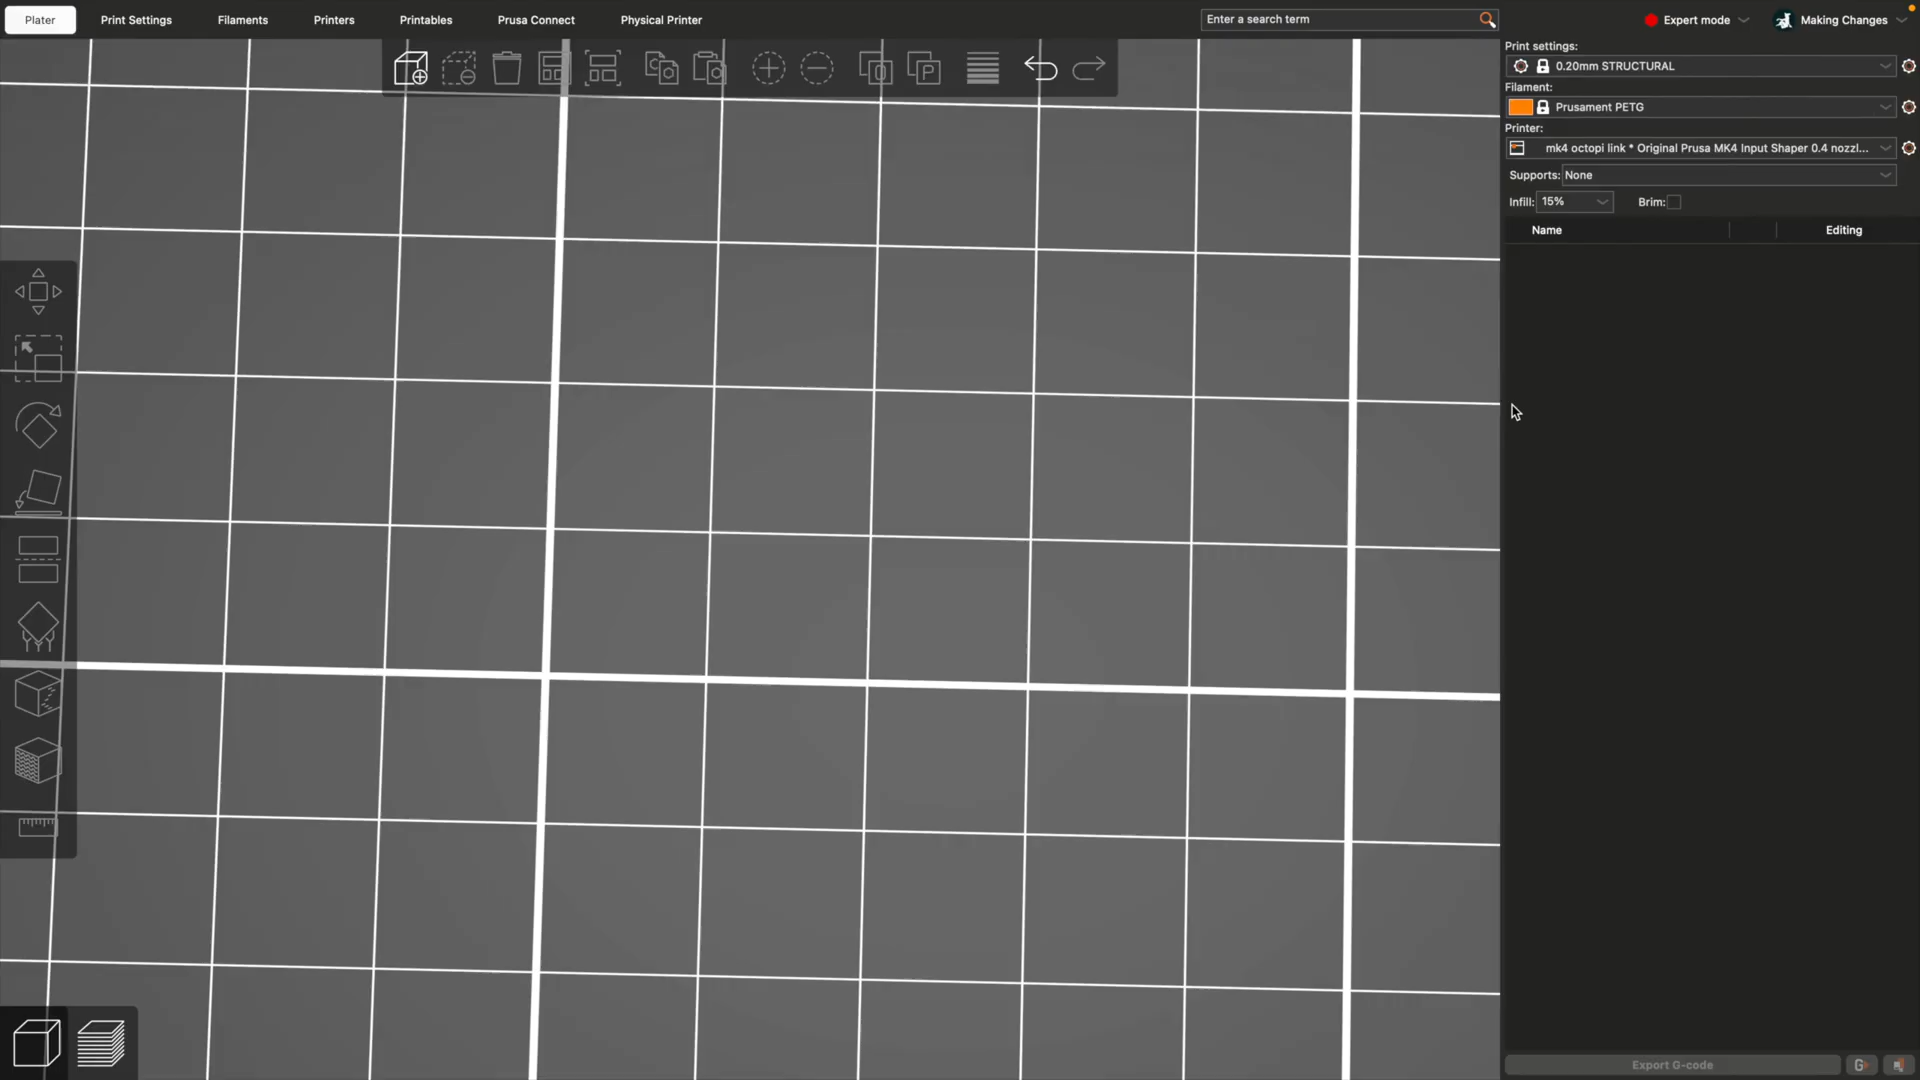 Plater
Print Settings
Filaments
Printers
Printables
Prusa Connect
Physical Printer
Enter a search term
Expert mode
Making Changes
Print settings:
0.20mm STRUCTURAL
Filament:
Prusament PETG
Printer:
mk4 octopi link * Original Prusa MK4 Input Shaper 0.4 nozzl...
Supports: None
Infill: 15%
Brim:
Name
Editing
Export G-code
G